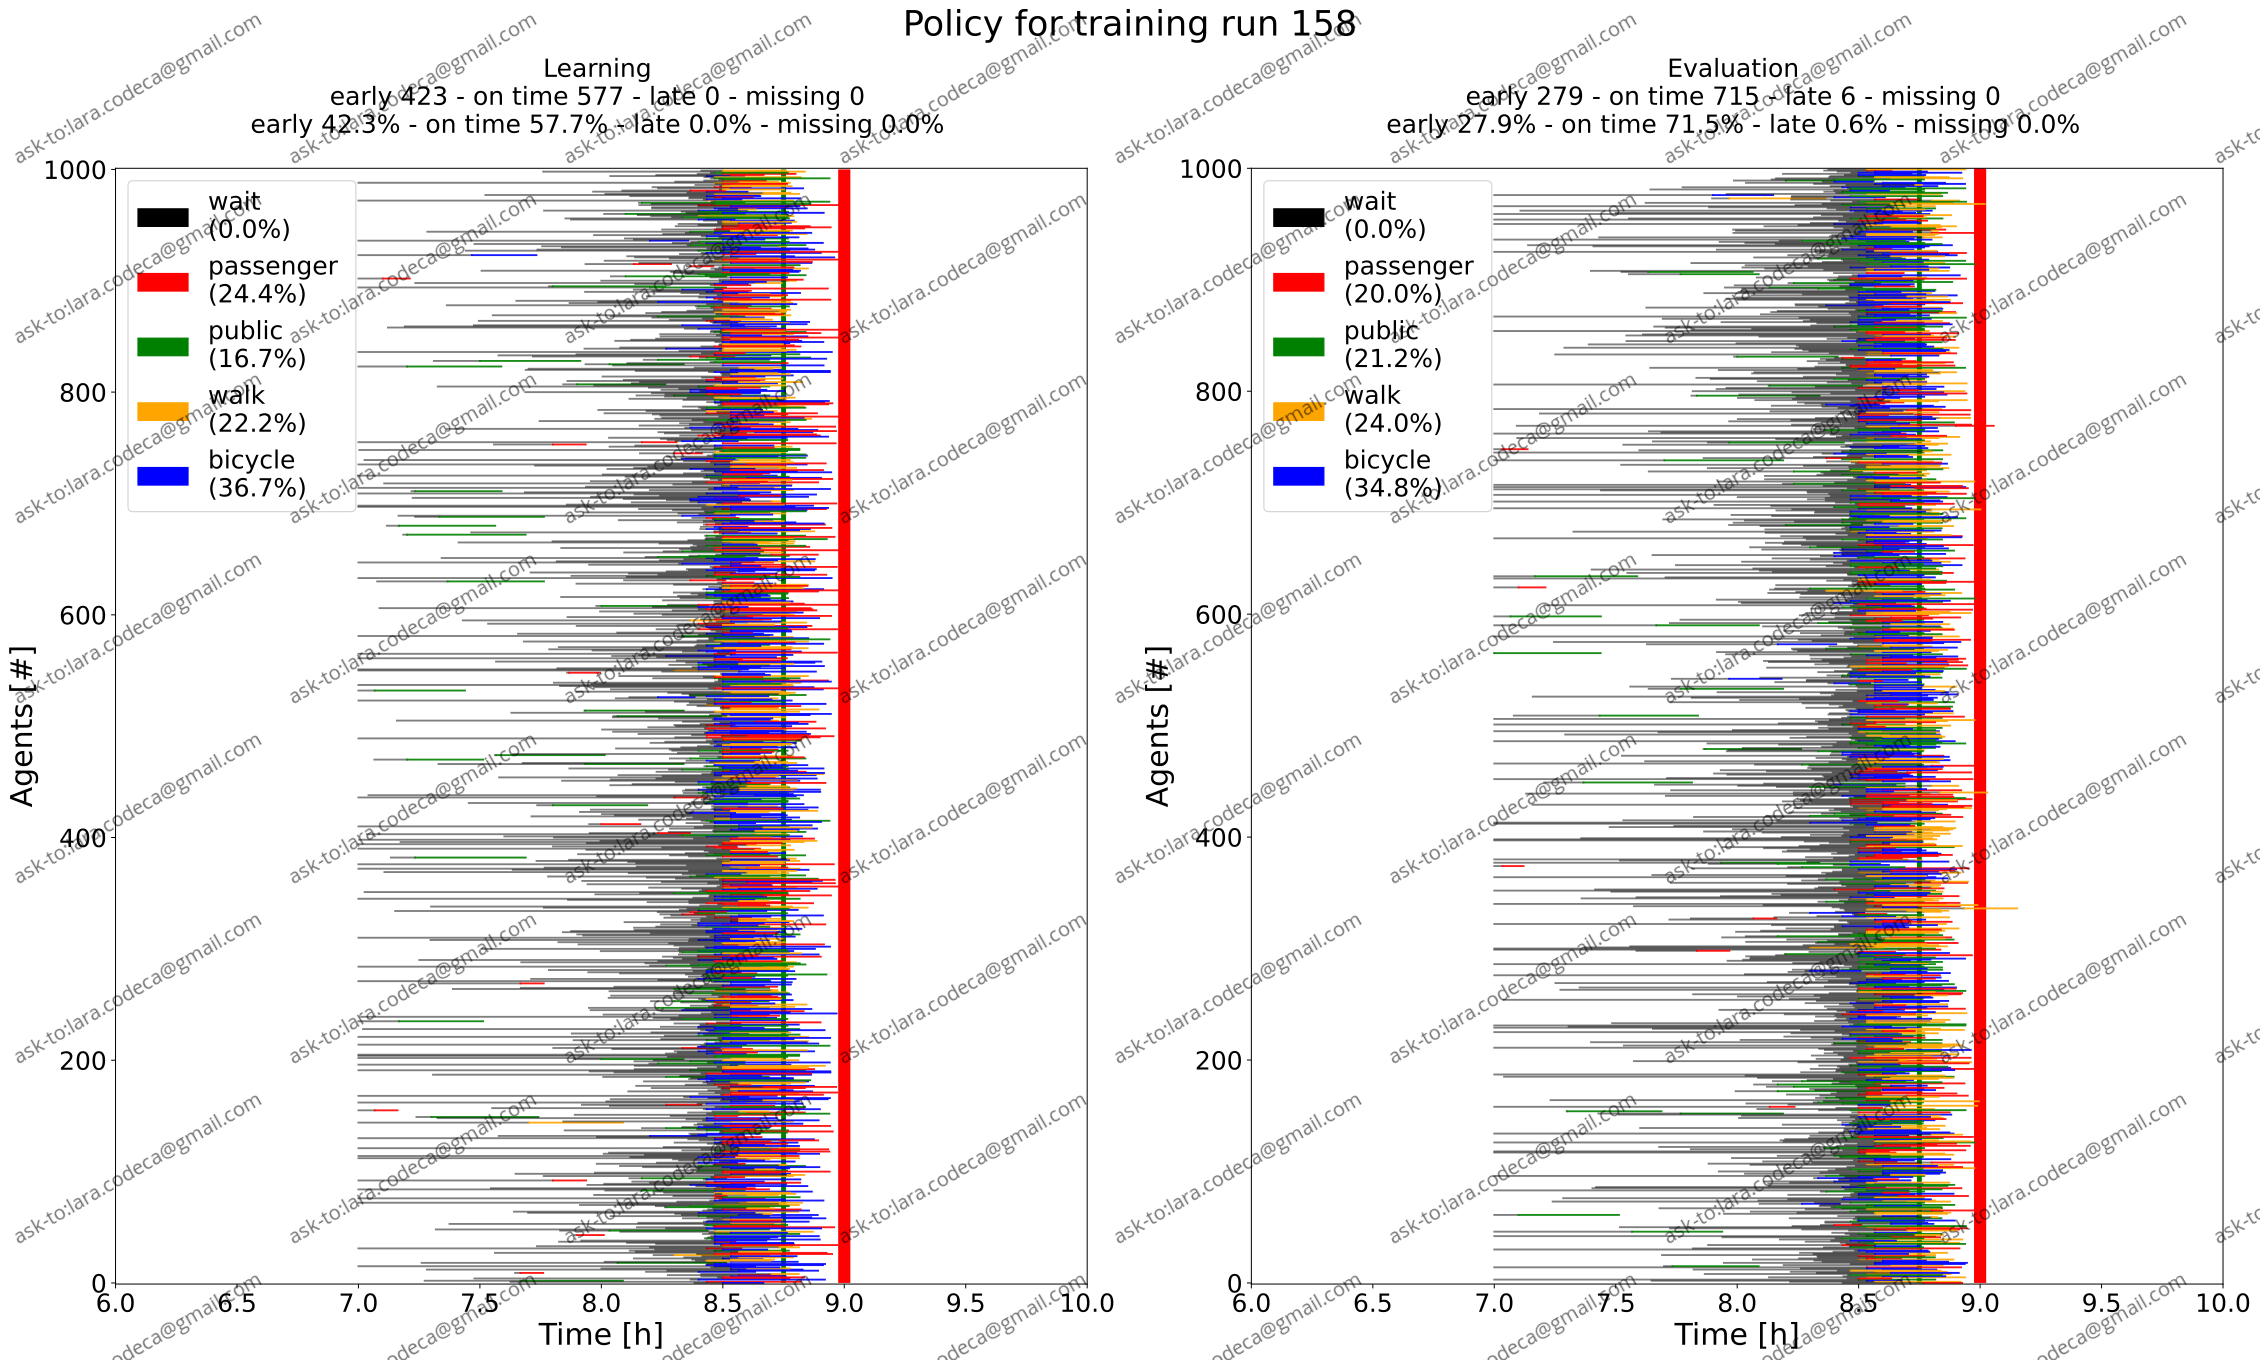 Policy for training run 158
Learning
early 423 - on time 577 - late 0 - missing 0
early 42.3% - on time 57.7% - late 0.0% - missing 0.0%
1000
800
600
400
200
0
Agents [#]
wait
(0.0%)
passenger
(24.4%)
public
(16.7%)
walk
(22.2%)
bicycle
(36.7%)
6.0 6.5 7.0 7.5 8.0 8.5 9.0 9.5 10.0
Time [h]
Evaluation
early 279 - on time 715 - late 6 - missing 0
early 27.9% - on time 71.5% - late 0.6% - missing 0.0%
1000
800
600
400
200
0
Agents [#]
wait
(0.0%)
passenger
(20.0%)
public
(21.2%)
walk
(24.0%)
bicycle
(34.8%)
6.0 6.5 7.0 7.5 8.0 8.5 9.0 9.5 10.0
Time [h]
ask-to:lara.codeca@gmail.com